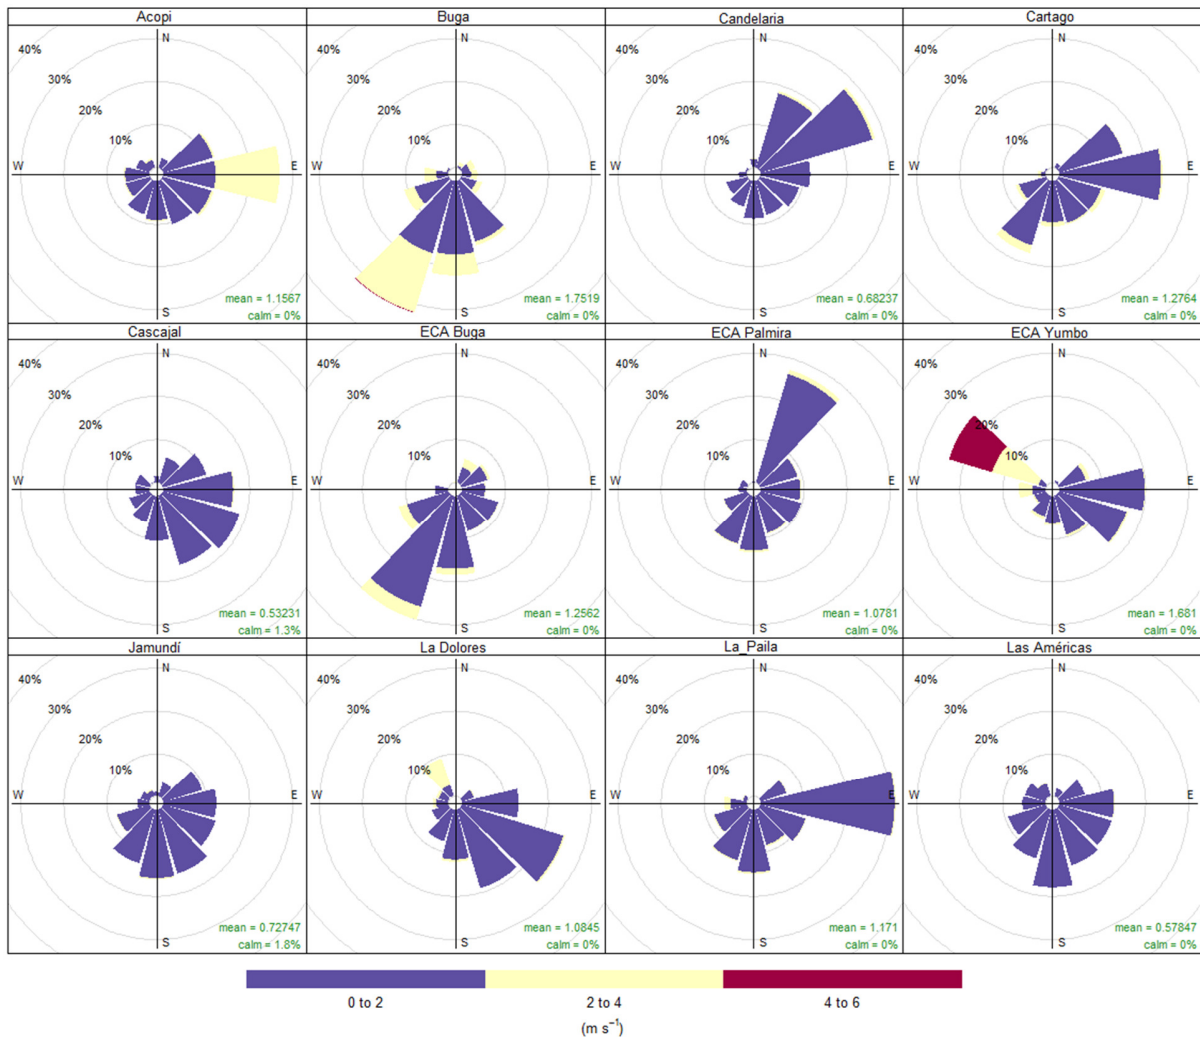 Acopi
40%
30%
20%
10%
N
W
E
S
mean = 1.1567
calm = 0%
Buga
40%
30%
20%
10%
N
W
E
S
mean = 1.7519
calm = 0%
Candelaria
40%
30%
20%
10%
N
W
E
S
mean = 0.68237
calm = 0%
Cartago
40%
30%
20%
10%
N
W
E
S
mean = 1.2764
calm = 0%
Cascajal
40%
30%
20%
10%
N
W
E
S
mean = 0.53231
calm = 1.3%
ECA Buga
40%
30%
20%
10%
N
W
E
S
mean = 1.2562
calm = 0%
ECA Palmira
40%
30%
20%
10%
N
W
E
S
mean = 1.0781
calm = 0%
ECA Yumbo
40%
30%
20%
10%
N
W
E
S
mean = 1.681
calm = 0%
Jamundí
40%
30%
20%
10%
N
W
E
S
mean = 0.72747
calm = 1.8%
La Dolores
40%
30%
20%
10%
N
W
E
S
mean = 1.0845
calm = 0%
La_Paila
40%
30%
20%
10%
N
W
E
S
mean = 1.171
calm = 0%
Las Américas
40%
30%
20%
10%
N
W
E
S
mean = 0.57847
calm = 0%
0 to 2
2 to 4
4 to 6
(m s⁻¹)